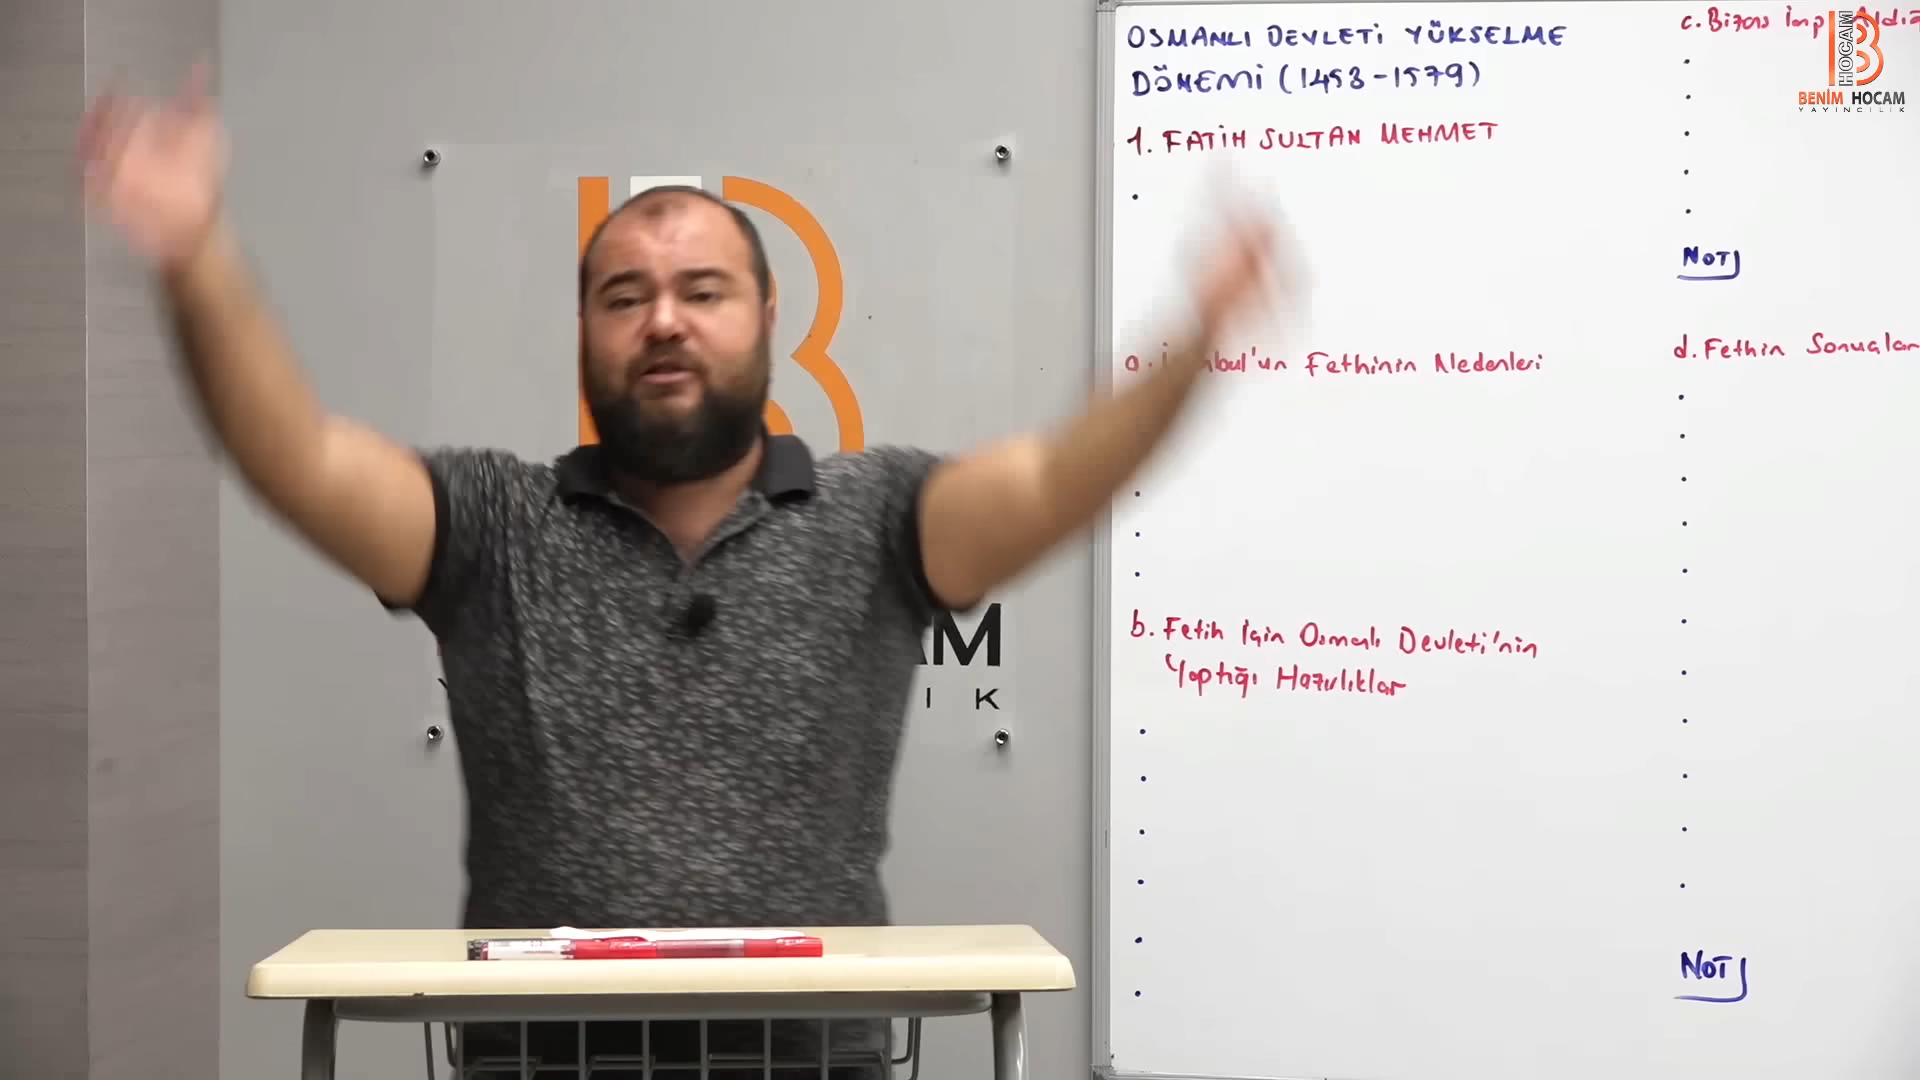 OSMANLI DEVLETİ YÜKSELME
DÖNEMİ (1453-1579)
1. FATİH SULTAN MEHMET
a. Fethinin Nedenleri
b. Fetih İçin Osmanlı Devleti'nin
Yaptığı Hazırlıklar
c. Bizans İmp
NOT
d. Fethin Sonuçlar
NOT
HOCAM
BENİM HOCAM
YAYINCILIK
AM
I K